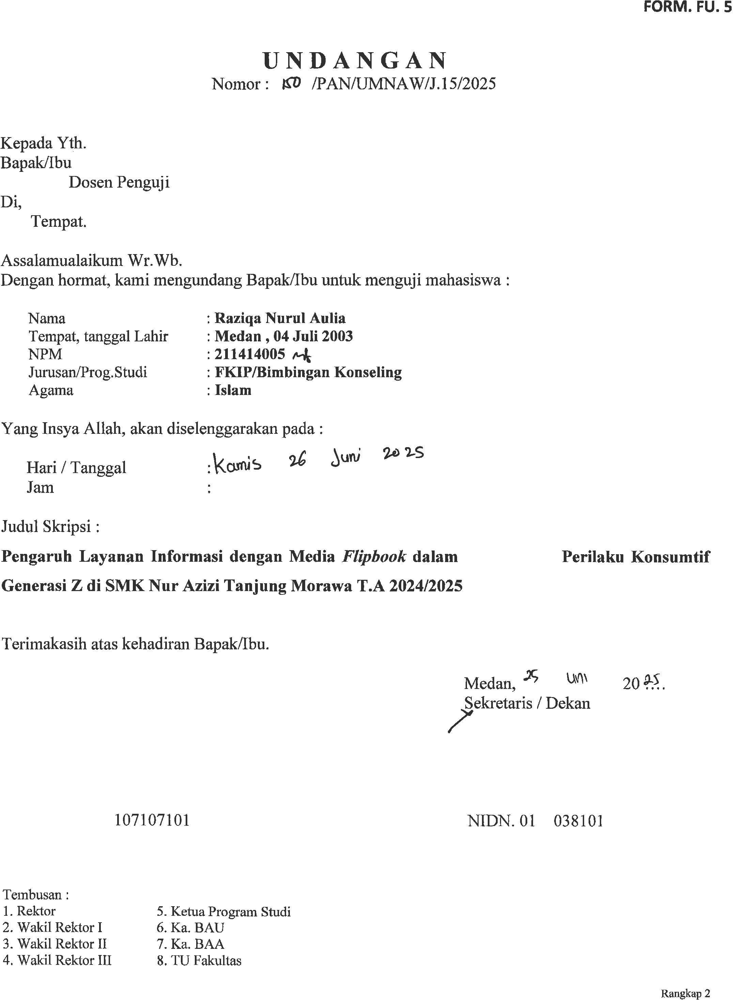 FORM. FU. 5
UNDANGAN
Nomor : /PAN/UMNAW/J.15/2025
Kepada Yth.
Bapak/Ibu
Dosen Penguji
Di,
Tempat.
Assalamualaikum Wr.Wb.
Dengan hormat, kami mengundang Bapak/Ibu untuk menguji mahasiswa :
Nama : Raziqa Nurul Aulia
Tempat, tanggal Lahir : Medan , 04 Juli 2003
NPM : 211414005
Jurusan/Prog.Studi : FKIP/Bimbingan Konseling
Agama : Islam
Yang Insya Allah, akan diselenggarakan pada :
Hari / Tanggal : Kamis 26 Juni 2025
Jam :
Judul Skripsi :
Pengaruh Layanan Informasi dengan Media Flipbook dalam Perilaku Konsumtif
Generasi Z di SMK Nur Azizi Tanjung Morawa T.A 2024/2025
Terimakasih atas kehadiran Bapak/Ibu.
Medan, 25 uni 2025....
Sekretaris / Dekan
107107101 NIDN. 01 038101
Tembusan :
1. Rektor 5. Ketua Program Studi
2. Wakil Rektor I 6. Ka. BAU
3. Wakil Rektor II 7. Ka. BAA
4. Wakil Rektor III 8. TU Fakultas
Rangkap 2